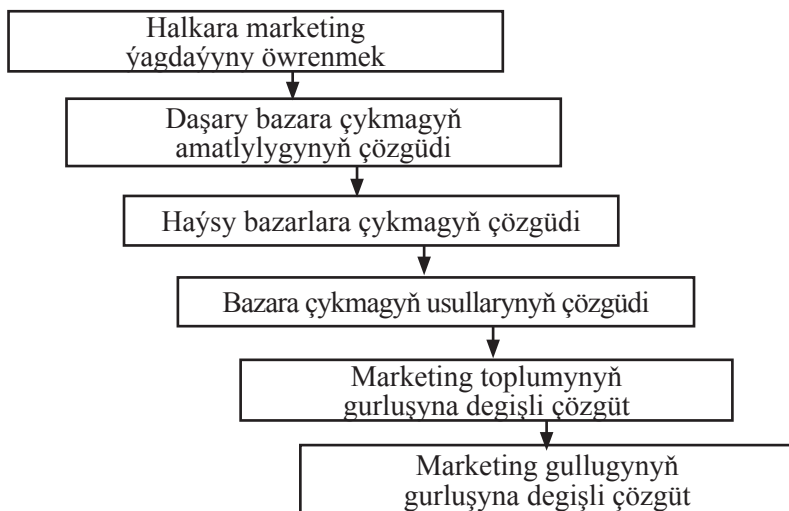 Halkara marketing
ýagdaýyny öwrenmek
Daşary bazara çykmagyň
amatlylygynyň çözgüdi
Haýsy bazarlara çykmagyň çözgüdi
Bazara çykmagyň usullarynyň çözgüdi
Marketing toplumynyň
gurluşyna degişli çözgüt
Marketing gullugynyň
gurluşyna degişli çözgüt